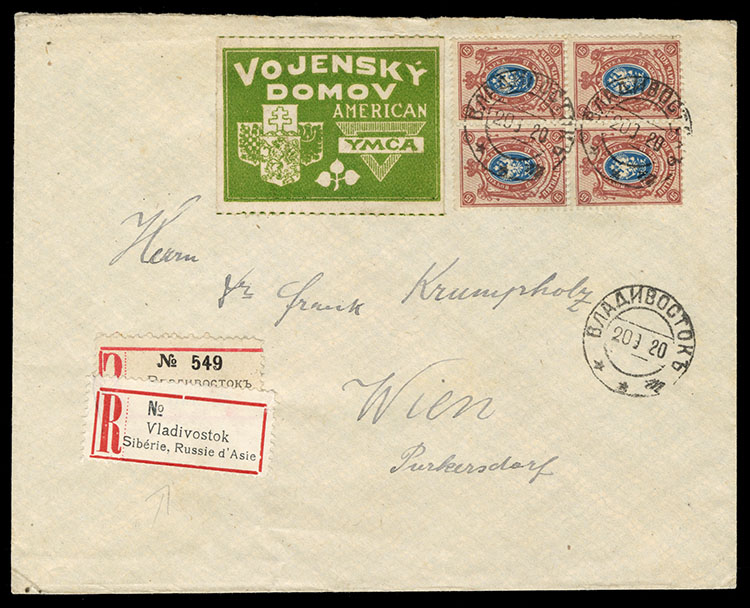 VOJENSKÝ
DOMOV
AMERICAN
YMCA
Herrn
Dr Frank Krumpholz
ВЛАДИВОСТОКЪ
20 20
Wien
Purkersdorf
№ 549
R
№
Vladivostok
Sibérie, Russie d'Asie